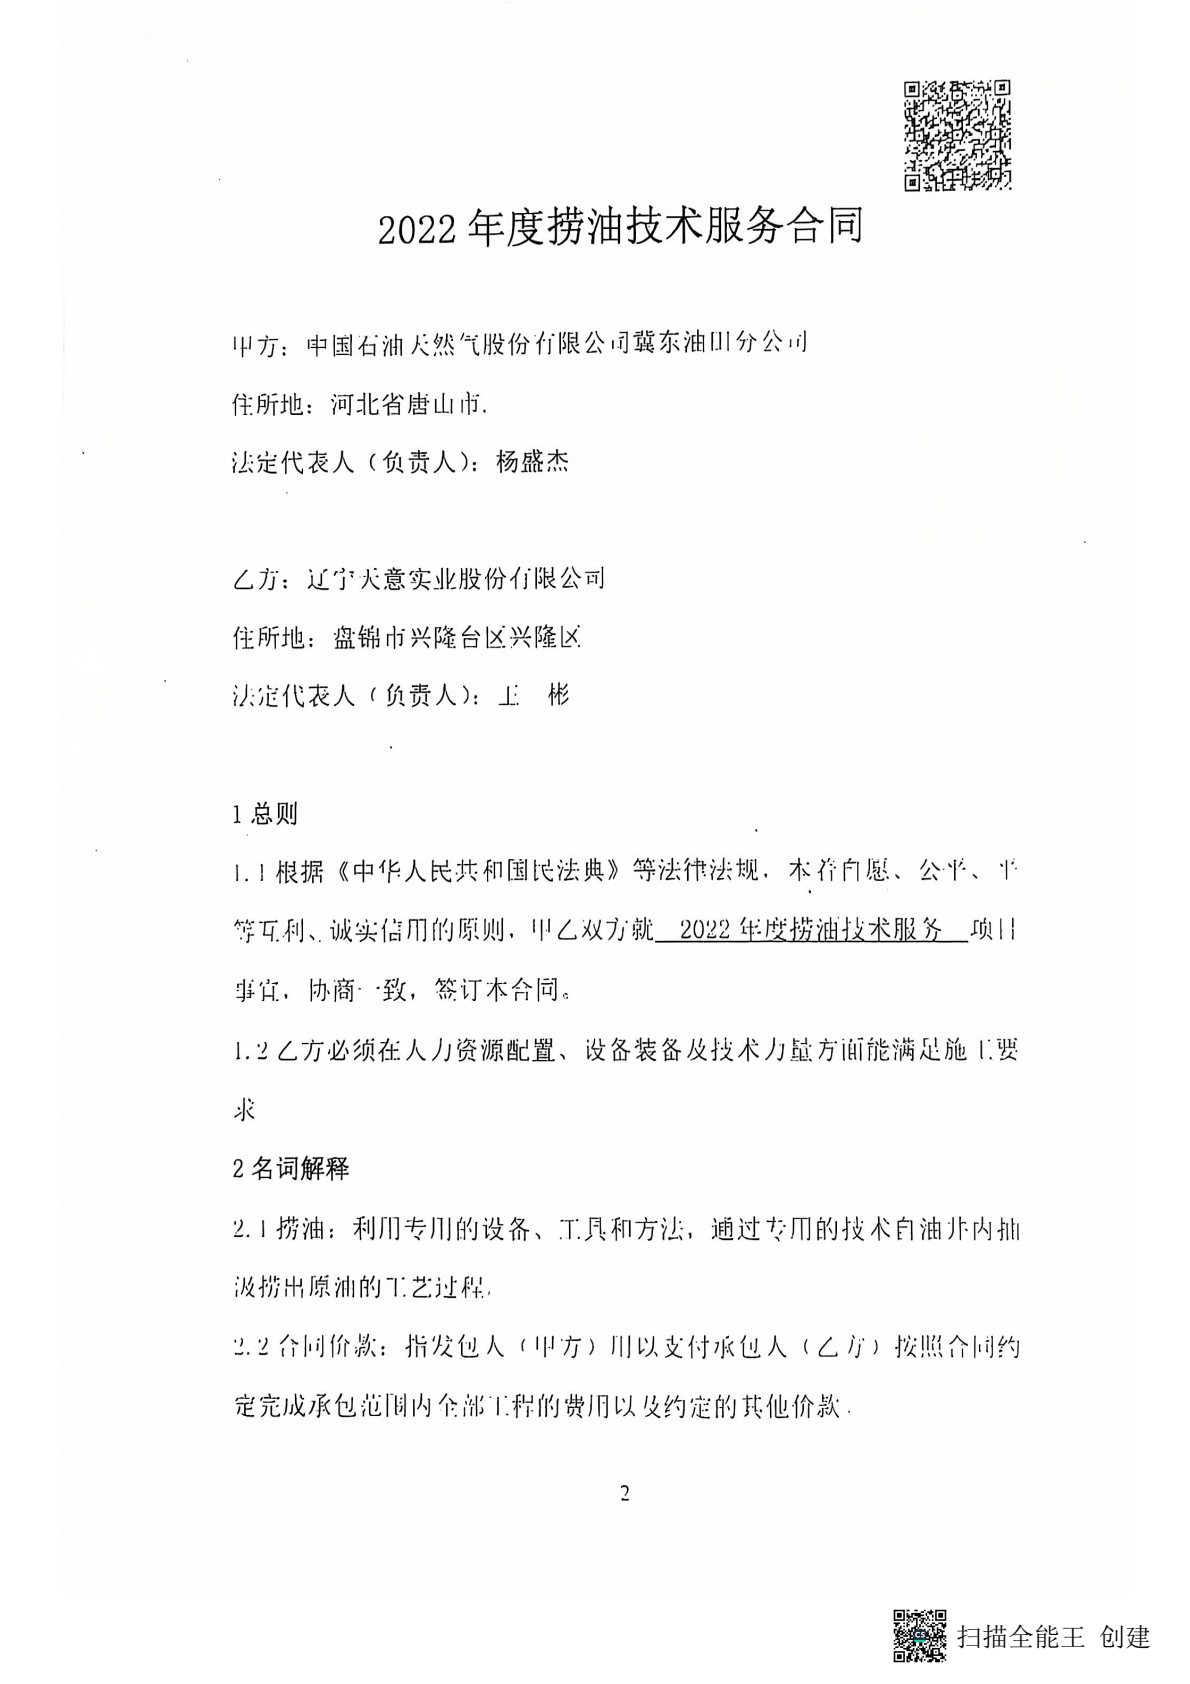 2022 年度捞油技术服务合同
甲方：中国石油天然气股份有限公司冀东油田分公司
住所地：河北省唐山市.
法定代表人（负责人）：杨盛杰
乙方：辽宁天意实业股份有限公司
住所地：盘锦市兴隆台区兴隆区
法定代表人（负责人）：王　彬
1 总则
1.1 根据《中华人民共和国民法典》等法律法规，本着自愿、公平、平
等互利、诚实信用的原则，甲乙双方就 2022 年度捞油技术服务 项目
事宜，协商一致，签订本合同。
1.2 乙方必须在人力资源配置、设备装备及技术力量方面能满足施工要
求
2 名词解释
2.1 捞油：利用专用的设备、工具和方法，通过专用的技术自油井内抽
汲捞出原油的工艺过程.
2.2 合同价款：指发包人（甲方）用以支付承包人（乙方）按照合同约
定完成承包范围内全部工程的费用以及约定的其他价款.
2
扫描全能王 创建